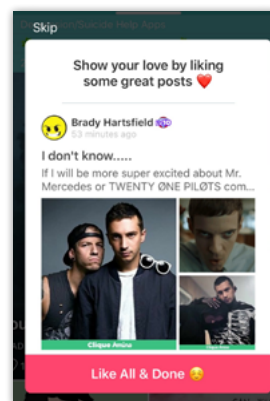 Skip
Show your love by liking
some great posts ❤️
Brady Hartsfield
53 minutes ago
I don't know.....
If I will be more super excited about Mr.
Mercedes or TWENTY ØNE PILØTS com...
Clique Amino
Like All & Done 😚